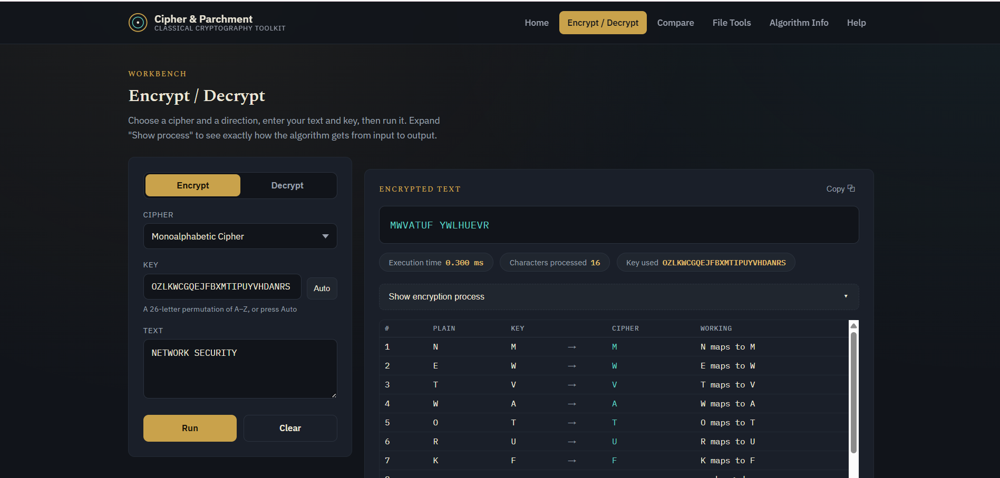 Cipher & Parchment
CLASSICAL CRYPTOGRAPHY TOOLKIT
Home
Encrypt / Decrypt
Compare
File Tools
Algorithm Info
Help
WORKBENCH
Encrypt / Decrypt
Choose a cipher and a direction, enter your text and key, then run it. Expand
"Show process" to see exactly how the algorithm gets from input to output.
Encrypt
Decrypt
CIPHER
Monoalphabetic Cipher
KEY
OZLKWCGQEJFBXMTIPUYVHDANRS
Auto
A 26-letter permutation of A–Z, or press Auto
TEXT
NETWORK SECURITY
Run
Clear
ENCRYPTED TEXT
Copy
MWVATUF YWLHUEVR
Execution time 0.300 ms
Characters processed 16
Key used OZLKWCGQEJFBXMTIPUYVHDANRS
Show encryption process ▾
# PLAIN KEY CIPHER WORKING
1 N M → M N maps to M
2 E W → W E maps to W
3 T V → V T maps to V
4 W A → A W maps to A
5 O T → T O maps to T
6 R U → U R maps to U
7 K F → F K maps to F